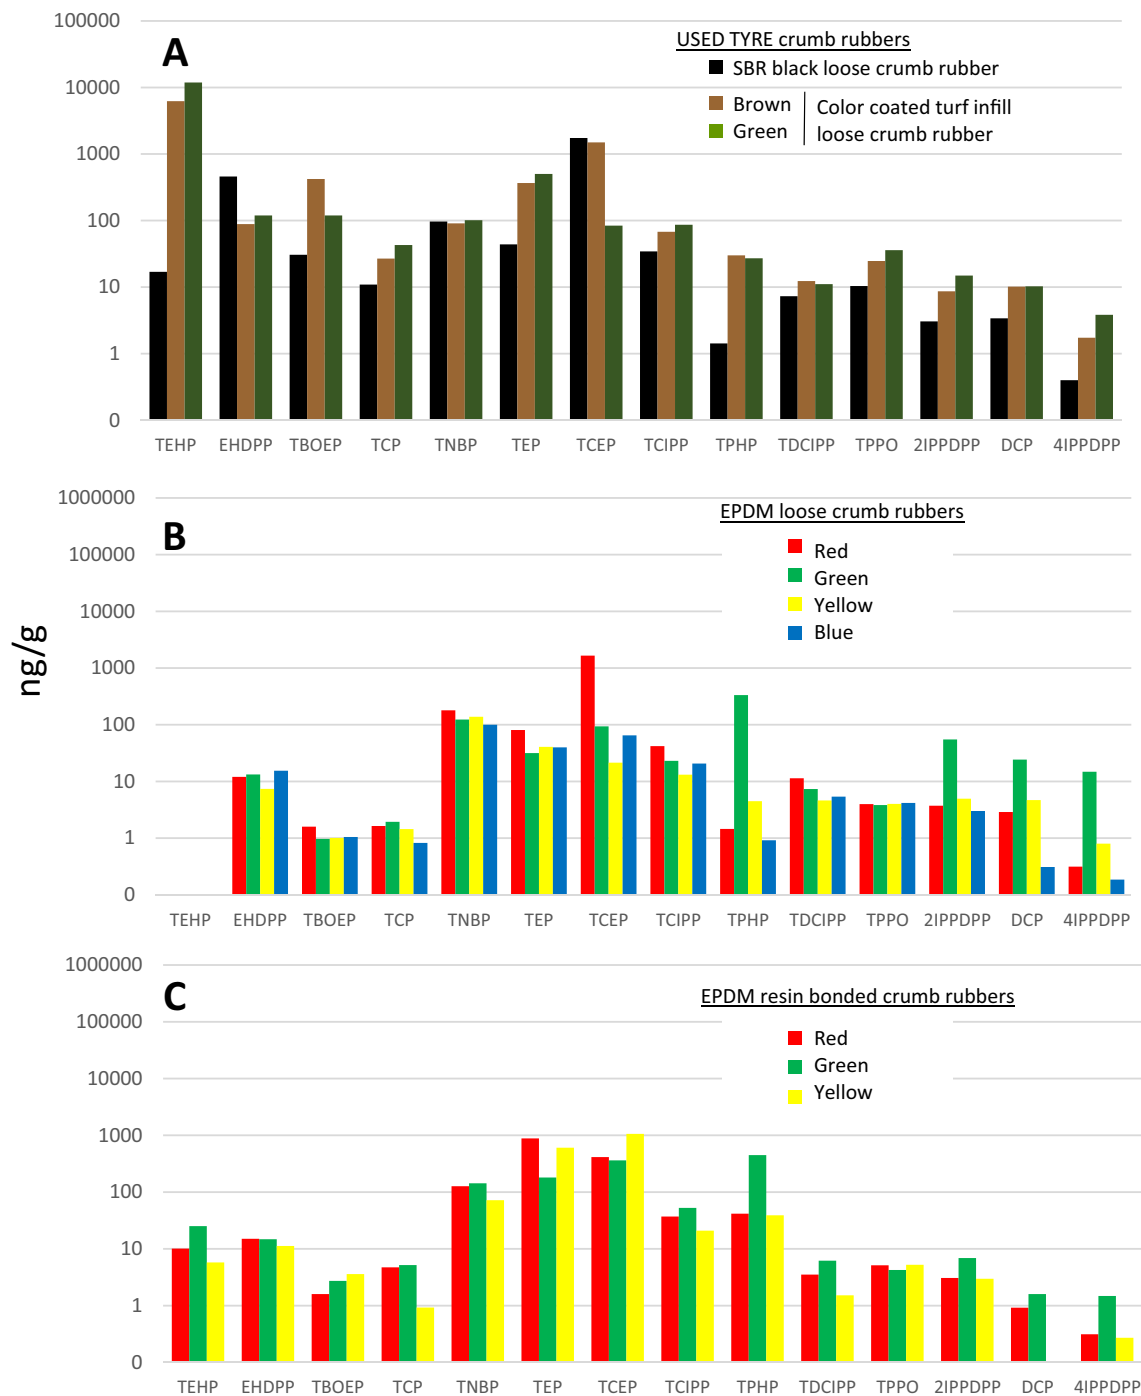 100000
A
USED TYRE crumb rubbers
SBR black loose crumb rubber
10000
Brown
Color coated turf infill
Green
loose crumb rubber
1000
100
10
1
0
TEHP EHDPP TBOEP TCP TNBP TEP TCEP TCIPP TPHP TDCIPP TPPO 2IPPDPP DCP 4IPPDPP
1000000
B
EPDM loose crumb rubbers
100000
Red
Green
10000
Yellow
Blue
ng/g
1000
100
10
1
0
TEHP EHDPP TBOEP TCP TNBP TEP TCEP TCIPP TPHP TDCIPP TPPO 2IPPDPP DCP 4IPPDPP
1000000
C
EPDM resin bonded crumb rubbers
100000
Red
Green
10000
Yellow
1000
100
10
1
0
TEHP EHDPP TBOEP TCP TNBP TEP TCEP TCIPP TPHP TDCIPP TPPO 2IPPDPP DCP 4IPPDPP